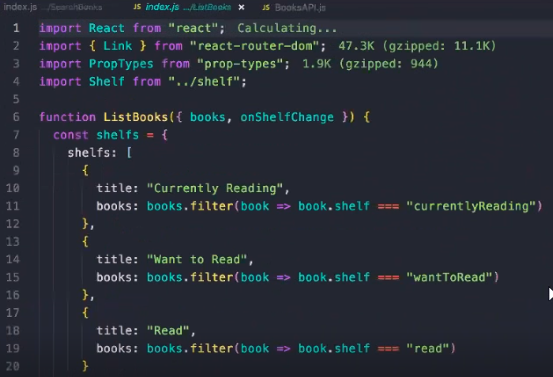 index.js .../SearchBooks JS index.js .../ListBooks × JS BooksAPI.js
1 import React from "react"; Calculating...
2 import { Link } from "react-router-dom"; 47.3K (gzipped: 11.1K)
3 import PropTypes from "prop-types"; 1.9K (gzipped: 944)
4 import Shelf from "../shelf";
5
6 function ListBooks({ books, onShelfChange }) {
7 const shelfs = {
8 shelfs: [
9 {
10 title: "Currently Reading",
11 books: books.filter(book => book.shelf === "currentlyReading")
12 },
13 {
14 title: "Want to Read",
15 books: books.filter(book => book.shelf === "wantToRead")
16 },
17 {
18 title: "Read",
19 books: books.filter(book => book.shelf === "read")
20 }